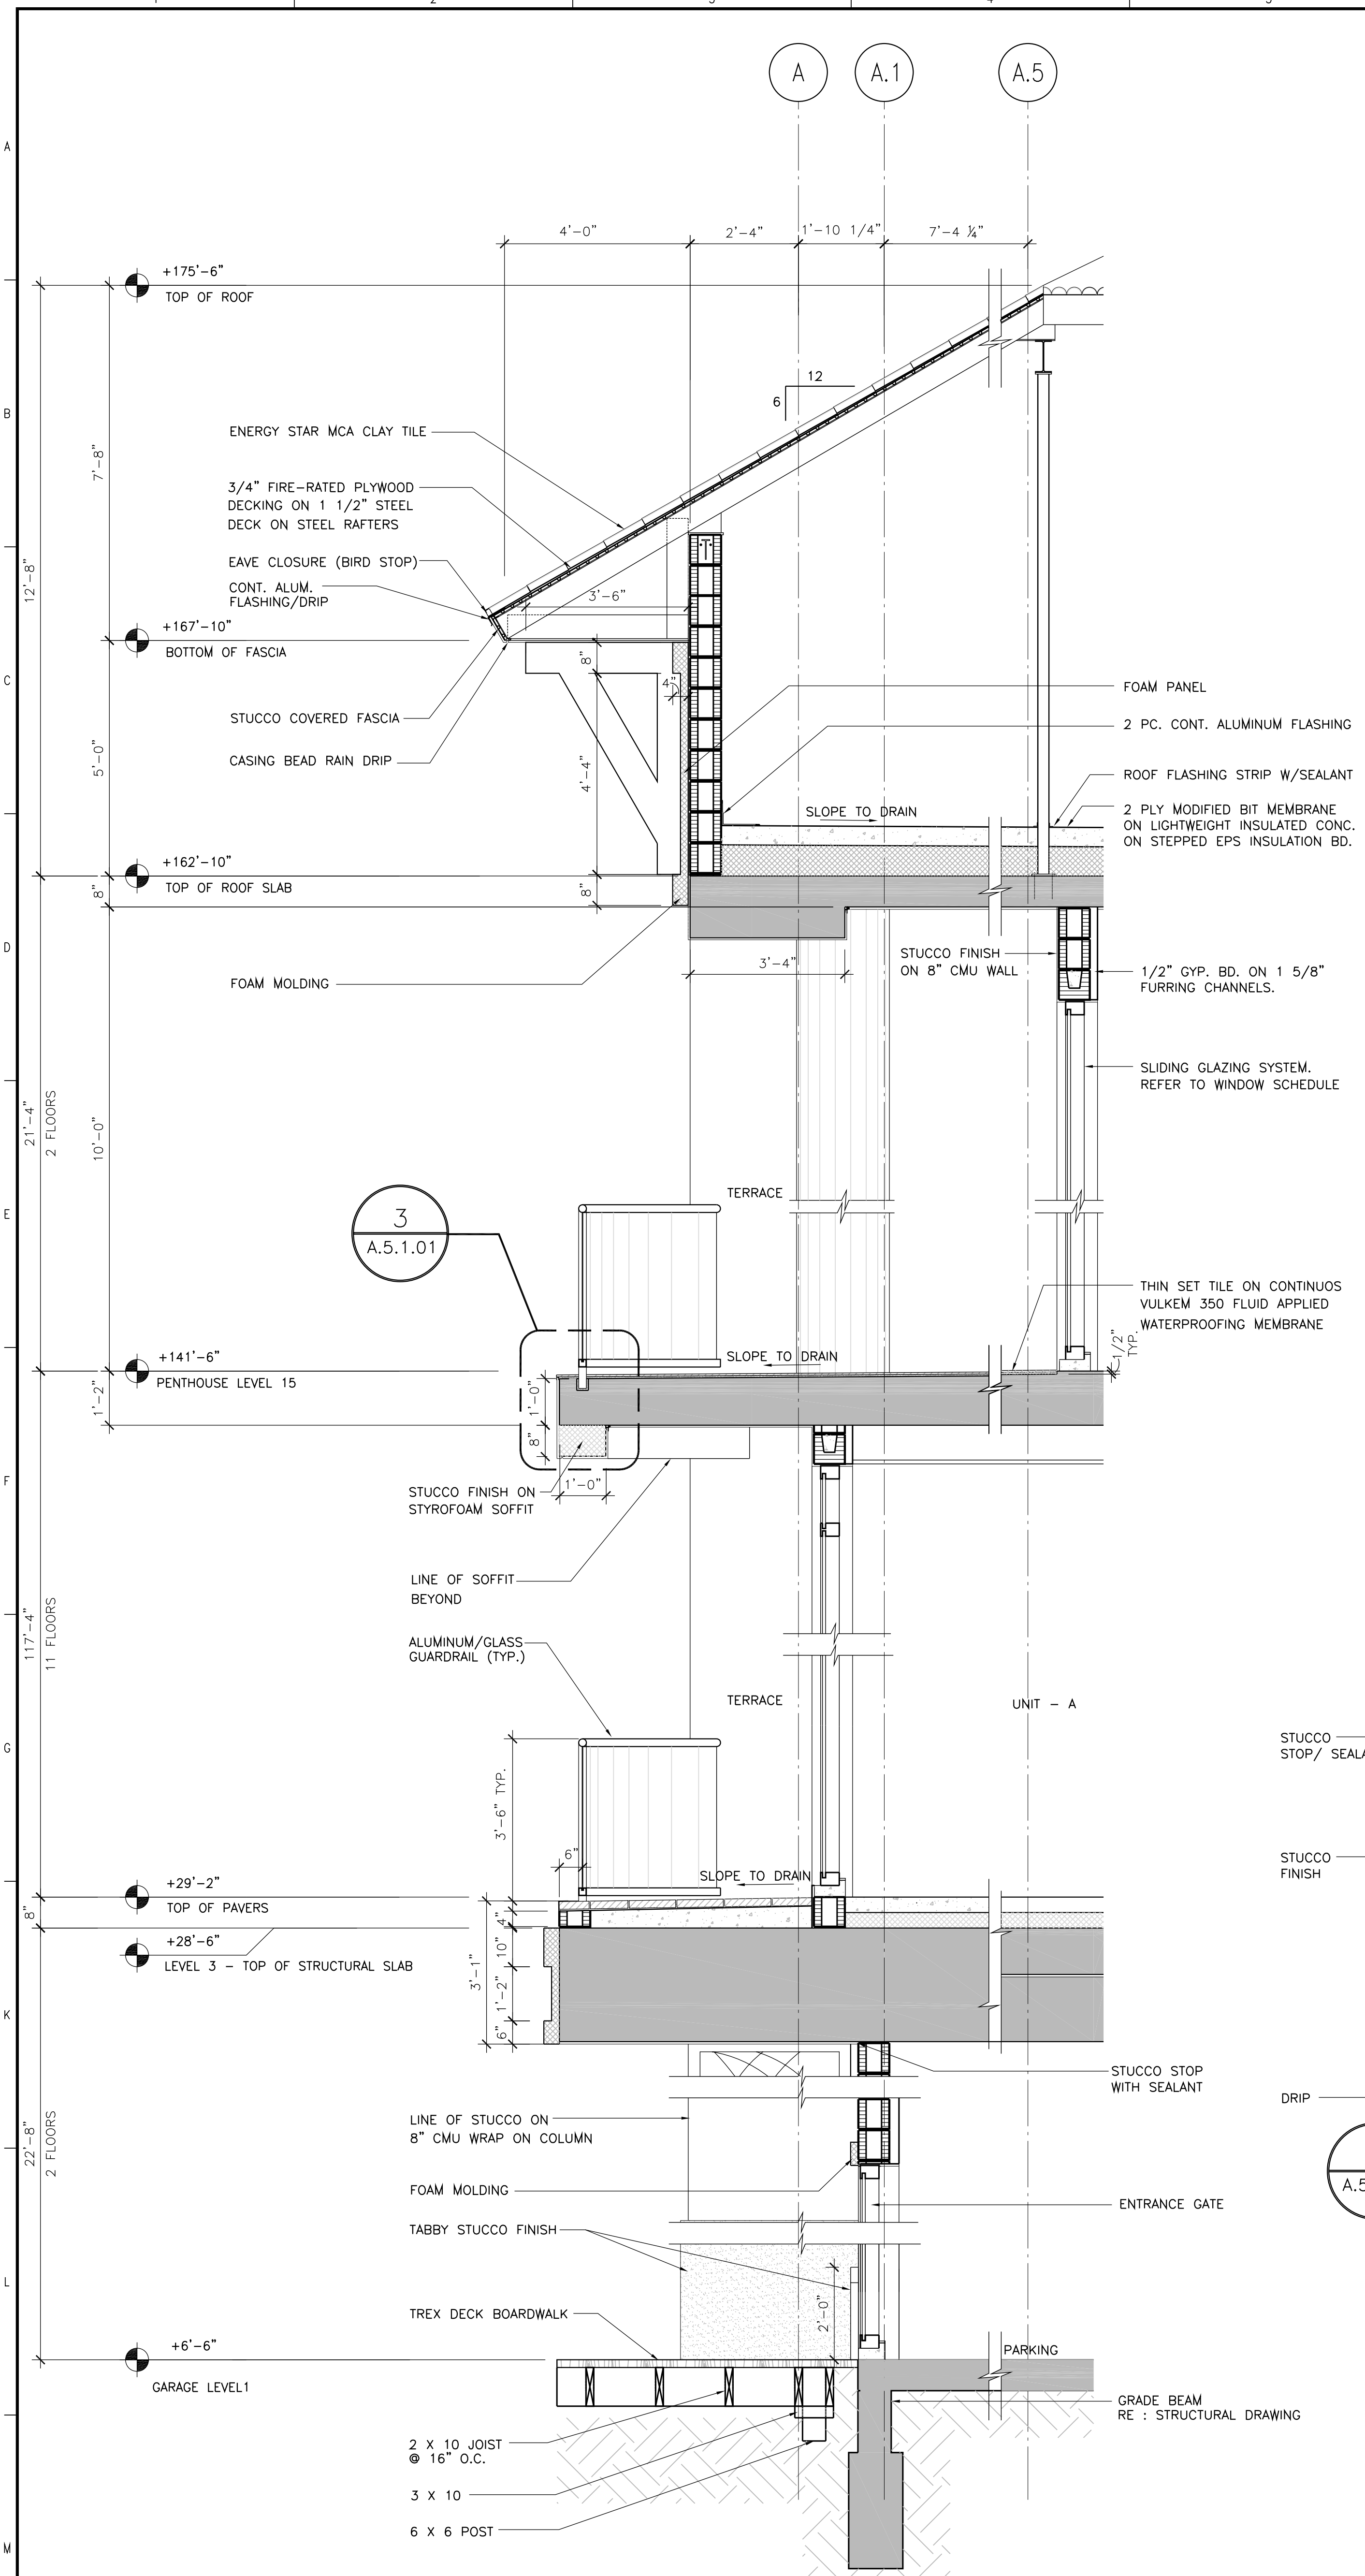 A
A.1
A.5
4'-0"
2'-4"
1'-10 1/4"
7'-4 1/4"
+175'-6"
TOP OF ROOF
12
6
ENERGY STAR MCA CLAY TILE
7'-8"
3/4" FIRE-RATED PLYWOOD
DECKING ON 1 1/2" STEEL
DECK ON STEEL RAFTERS
EAVE CLOSURE (BIRD STOP)
12'-8"
CONT. ALUM.
FLASHING/DRIP
3'-6"
+167'-10"
BOTTOM OF FASCIA
8"
4"
FOAM PANEL
STUCCO COVERED FASCIA
2 PC. CONT. ALUMINUM FLASHING
5'-0"
CASING BEAD RAIN DRIP
4'-4"
ROOF FLASHING STRIP W/SEALANT
SLOPE TO DRAIN
2 PLY MODIFIED BIT MEMBRANE
ON LIGHTWEIGHT INSULATED CONC.
ON STEPPED EPS INSULATION BD.
+162'-10"
TOP OF ROOF SLAB
8"
8"
3'-4"
STUCCO FINISH
ON 8" CMU WALL
FOAM MOLDING
1/2" GYP. BD. ON 1 5/8"
FURRING CHANNELS.
SLIDING GLAZING SYSTEM.
REFER TO WINDOW SCHEDULE
21'-4"
2 FLOORS
10'-0"
TERRACE
3
A.5.1.01
THIN SET TILE ON CONTINUOS
VULKEM 350 FLUID APPLIED
WATERPROOFING MEMBRANE
1/2"
TYP.
SLOPE TO DRAIN
+141'-6"
PENTHOUSE LEVEL 15
1'-2"
1'-0"
8"
1'-0"
STUCCO FINISH ON
STYROFOAM SOFFIT
LINE OF SOFFIT
BEYOND
117'-4"
11 FLOORS
ALUMINUM/GLASS
GUARDRAIL (TYP.)
TERRACE
UNIT - A
STUCCO
STOP/ SEALA
3'-6" TYP.
6"
SLOPE TO DRAIN
STUCCO
FINISH
+29'-2"
TOP OF PAVERS
8"
4"
+28'-6"
LEVEL 3 - TOP OF STRUCTURAL SLAB
10"
3'-1"
1'-2"
6"
STUCCO STOP
WITH SEALANT
DRIP
LINE OF STUCCO ON
8" CMU WRAP ON COLUMN
22'-8"
2 FLOORS
A.5
FOAM MOLDING
ENTRANCE GATE
TABBY STUCCO FINISH
2'-0"
TREX DECK BOARDWALK
+6'-6"
GARAGE LEVEL1
PARKING
GRADE BEAM
RE : STRUCTURAL DRAWING
2 X 10 JOIST
@ 16" O.C.
3 X 10
6 X 6 POST
A
B
C
D
E
F
G
K
L
M